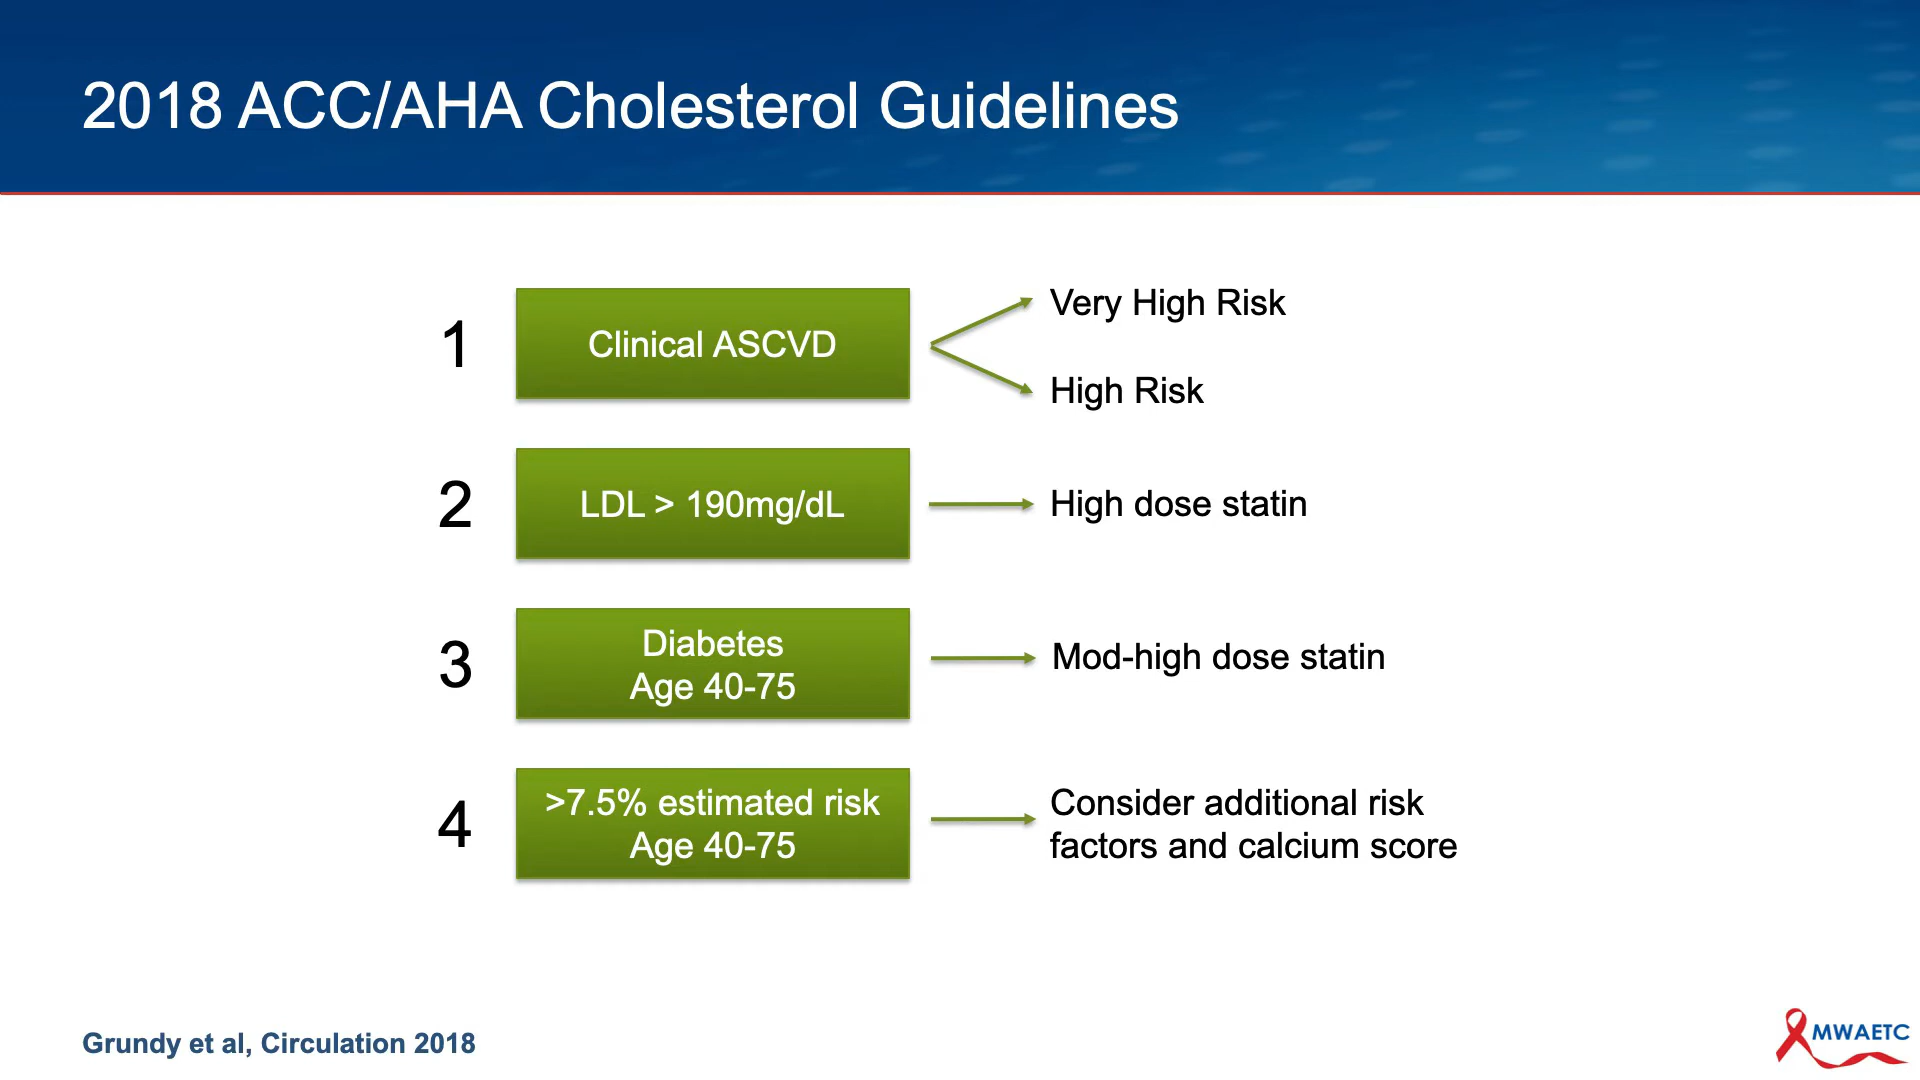 2018 ACC/AHA Cholesterol Guidelines
1
Clinical ASCVD
Very High Risk
High Risk
2
LDL > 190mg/dL
High dose statin
3
Diabetes
Age 40-75
Mod-high dose statin
4
>7.5% estimated risk
Age 40-75
Consider additional risk
factors and calcium score
Grundy et al, Circulation 2018
MWAETC